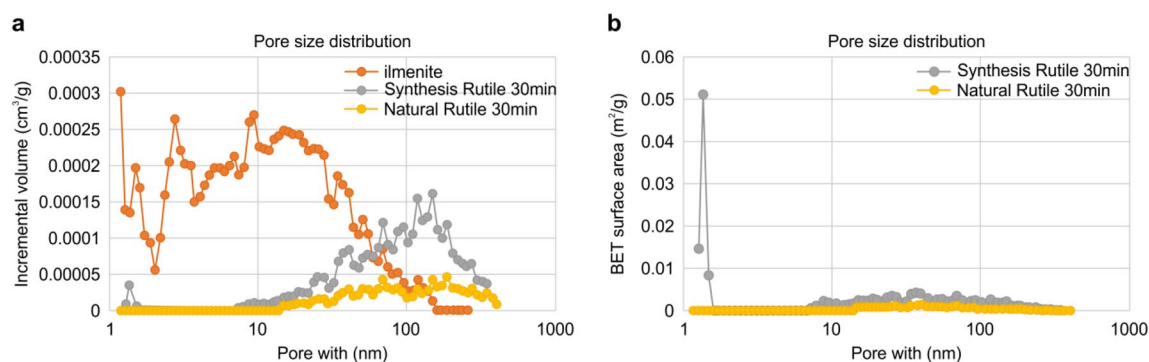 a
Pore size distribution
ilmenite
Synthesis Rutile 30min
Natural Rutile 30min
Incremental volume (cm³/g)
0.00035
0.0003
0.00025
0.0002
0.00015
0.0001
0.00005
0
1 10 100 1000
Pore with (nm)
b
Pore size distribution
Synthesis Rutile 30min
Natural Rutile 30min
BET surface area (m²/g)
0.06
0.05
0.04
0.03
0.02
0.01
0
1 10 100 1000
Pore with (nm)